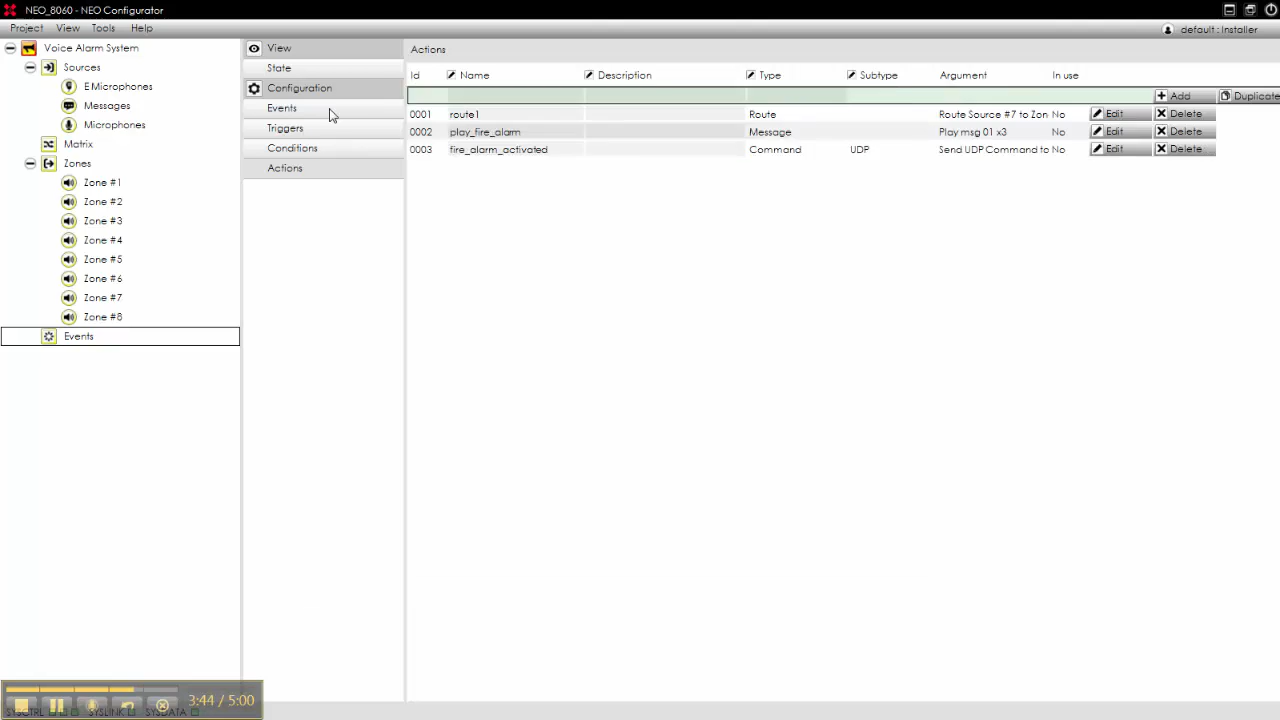 NEO_8060 - NEO Configurator
Project View Tools Help
default : Installer
Voice Alarm System
Sources
E Microphones
Messages
Microphones
Matrix
Zones
Zone #1
Zone #2
Zone #3
Zone #4
Zone #5
Zone #6
Zone #7
Zone #8
Events
View
State
Configuration
Events
Triggers
Conditions
Actions
Actions
Id Name Description Type Subtype Argument In use
Add Duplicate
0001 route1 Route Route Source #7 to Zon No Edit Delete
0002 play_fire_alarm Message Play msg 01 x3 No Edit Delete
0003 fire_alarm_activated Command UDP Send UDP Command to No Edit Delete
3:44 / 5:00
SYSCTRL SYSLINK SYSDATA